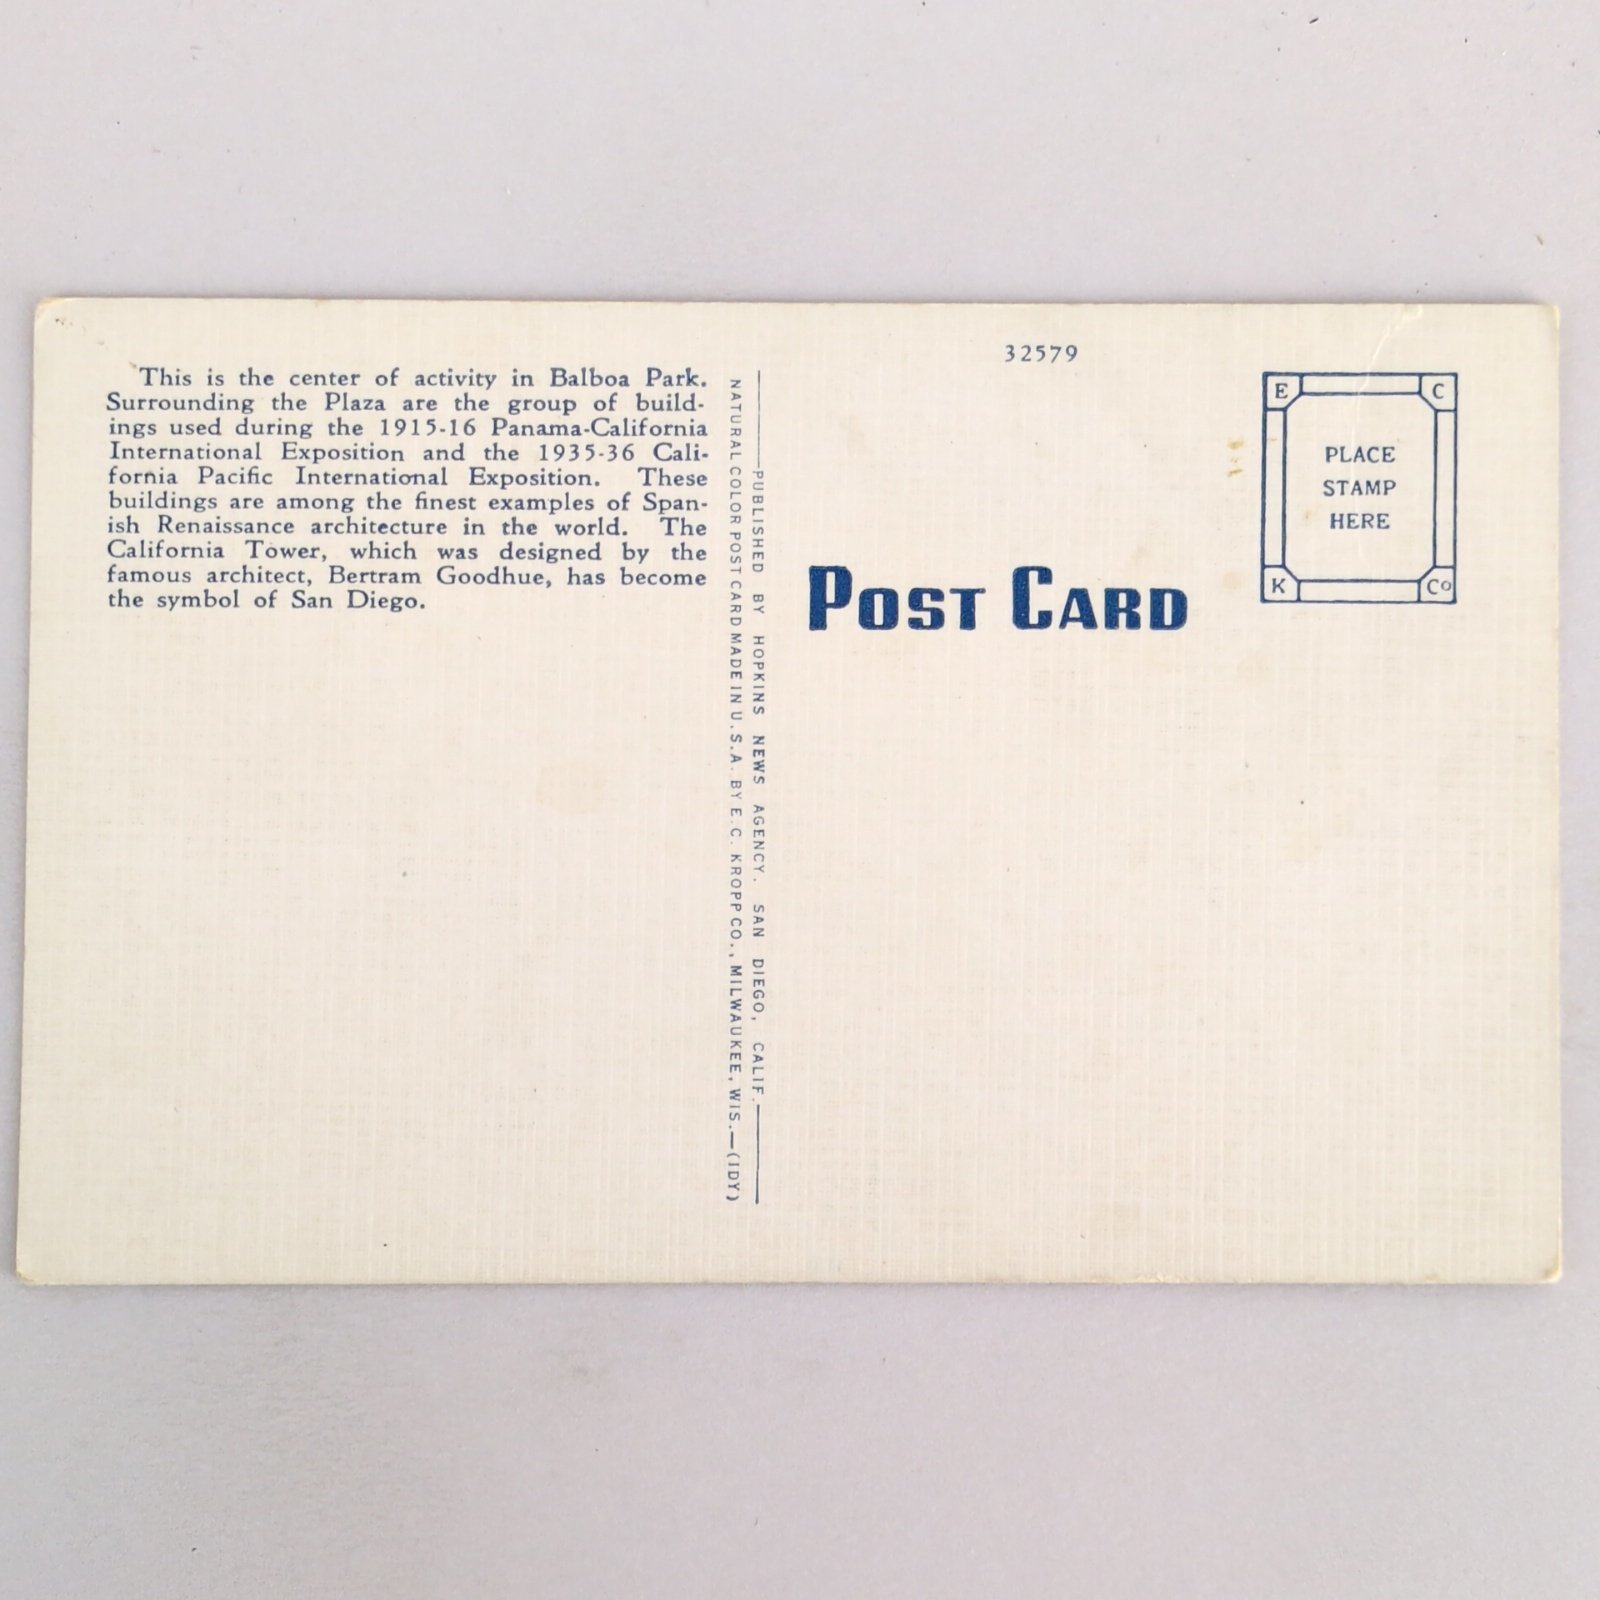 This is the center of activity in Balboa Park.
Surrounding the Plaza are the group of build-
ings used during the 1915-16 Panama-California
International Exposition and the 1935-36 Cali-
fornia Pacific International Exposition. These
buildings are among the finest examples of Span-
ish Renaissance architecture in the world. The
California Tower, which was designed by the
famous architect, Bertram Goodhue, has become
the symbol of San Diego.
NATURAL COLOR POST CARD MADE IN U.S.A. BY E. C. KROPP CO., MILWAUKEE, WIS.—(IDY)
PUBLISHED BY HOPKINS NEWS AGENCY. SAN DIEGO, CALIF.
32579
POST CARD
E C
PLACE
STAMP
HERE
K Co